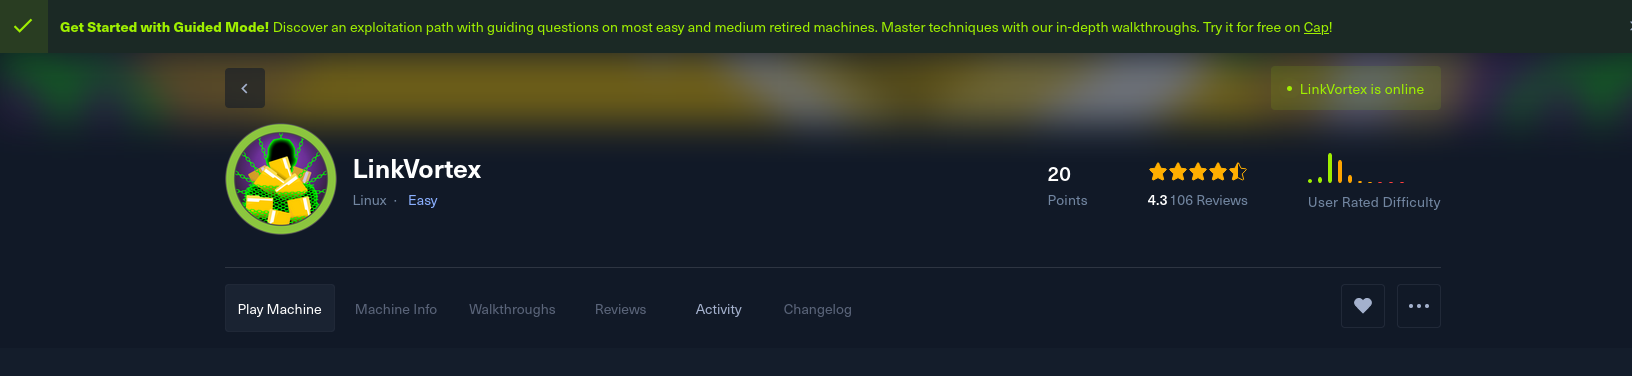 Get Started with Guided Mode! Discover an exploitation path with guiding questions on most easy and medium retired machines. Master techniques with our in-depth walkthroughs. Try it for free on Cap!
LinkVortex is online
LinkVortex
Linux · Easy
20
Points
4.3 106 Reviews
User Rated Difficulty
Play Machine
Machine Info
Walkthroughs
Reviews
Activity
Changelog